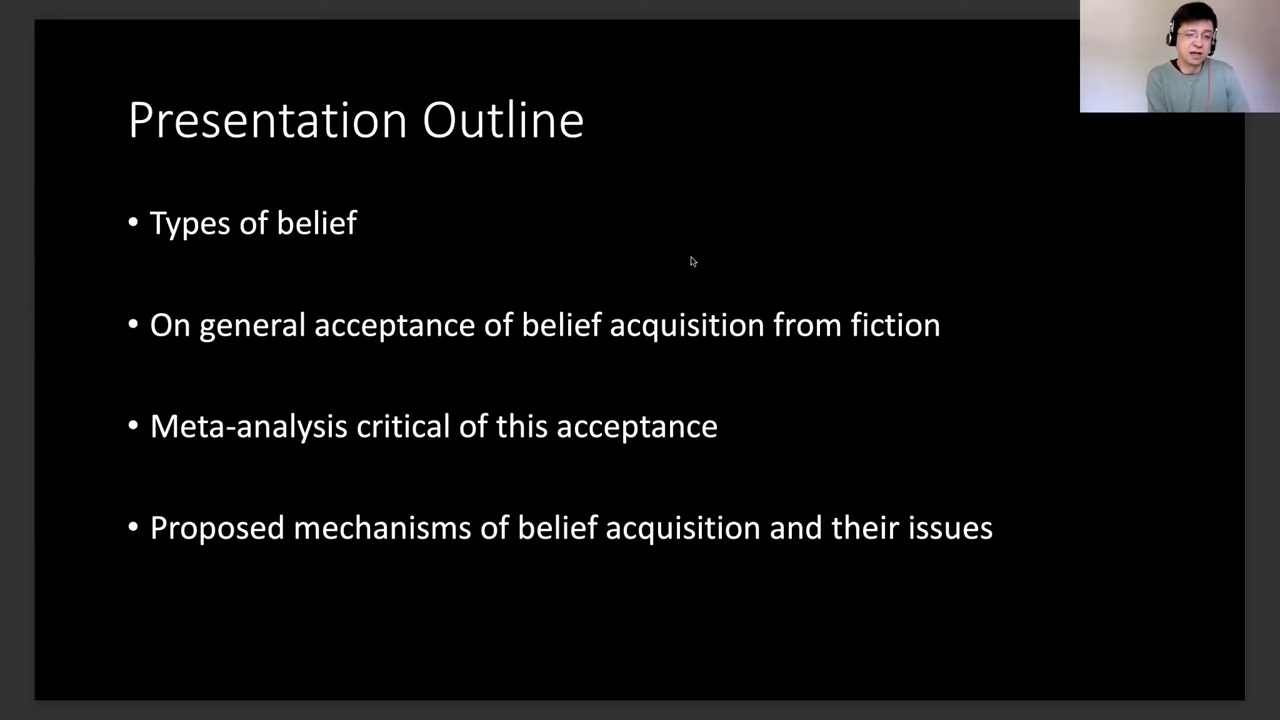 Presentation Outline
• Types of belief
• On general acceptance of belief acquisition from fiction
• Meta-analysis critical of this acceptance
• Proposed mechanisms of belief acquisition and their issues